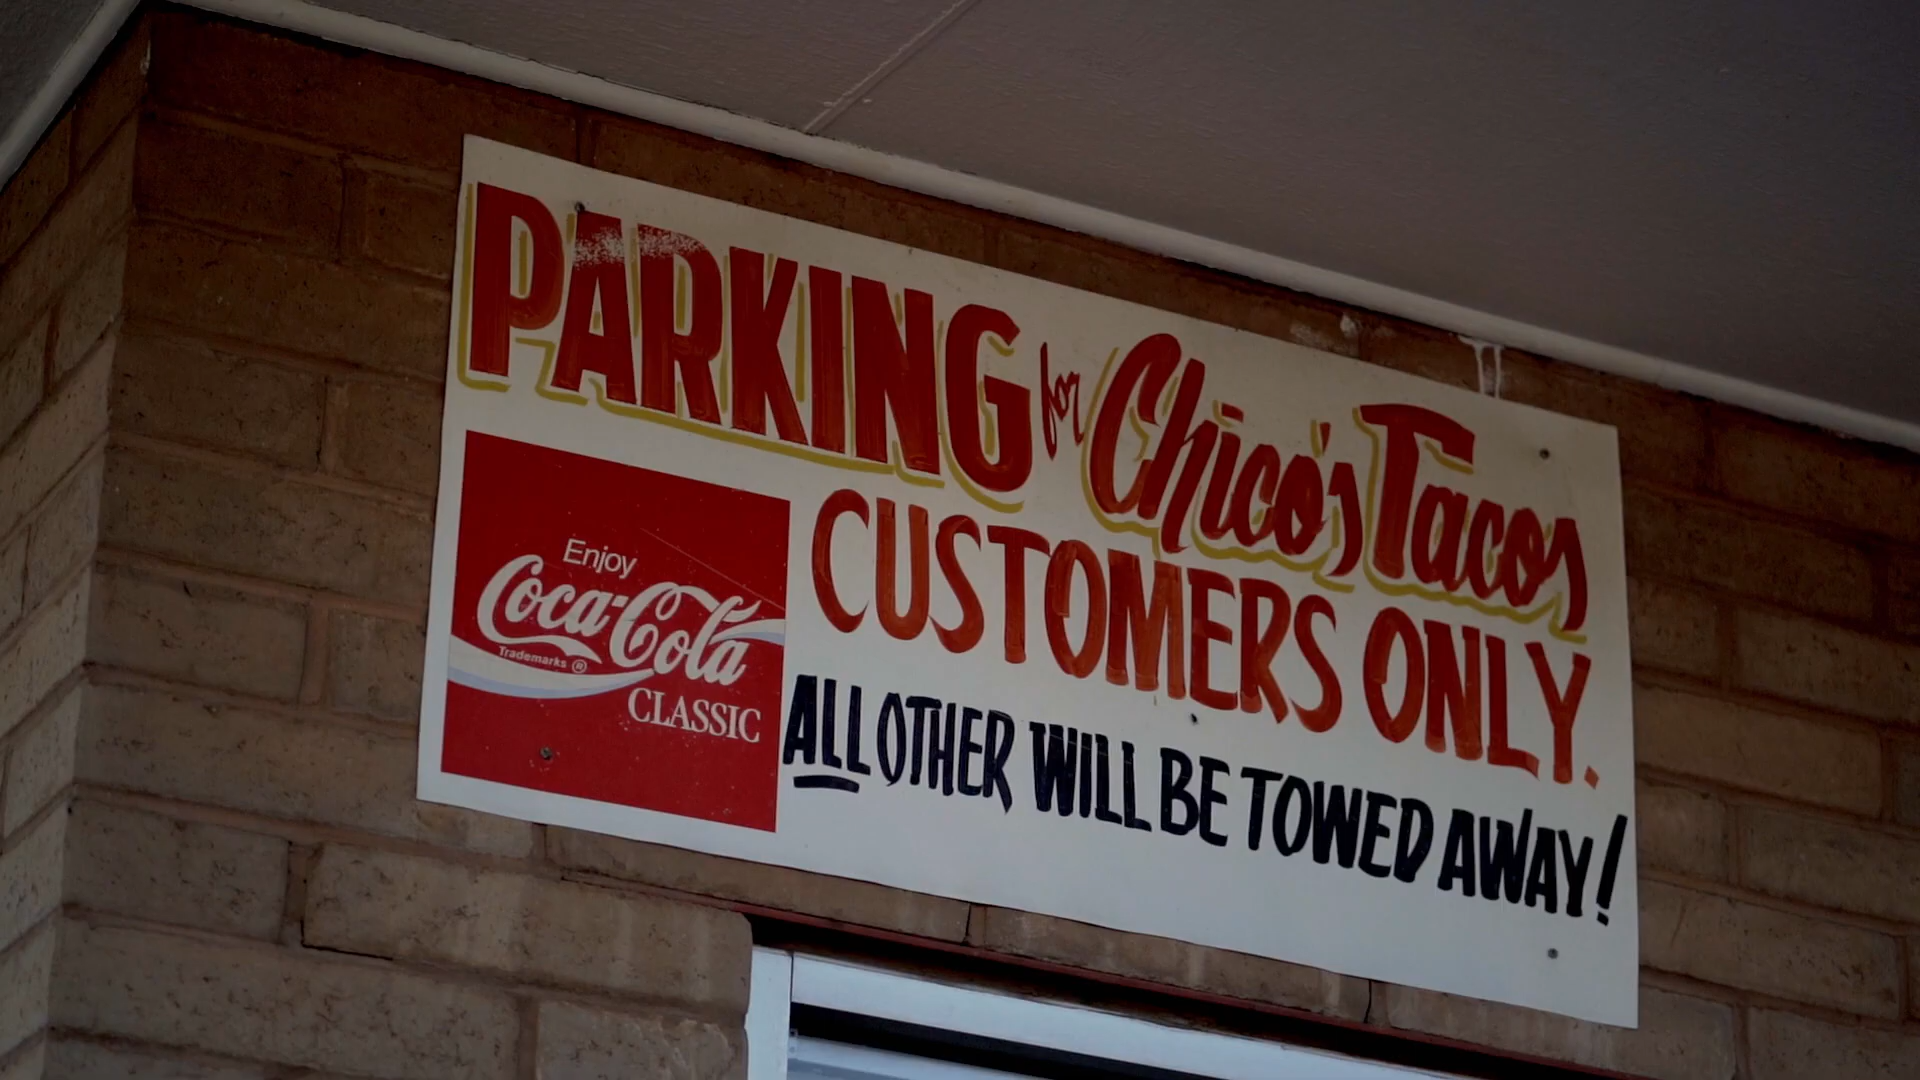 PARKING for Chico's Tacos
CUSTOMERS ONLY.
ALL OTHER WILL BE TOWED AWAY!
Enjoy
Coca-Cola
Trademarks ®
CLASSIC